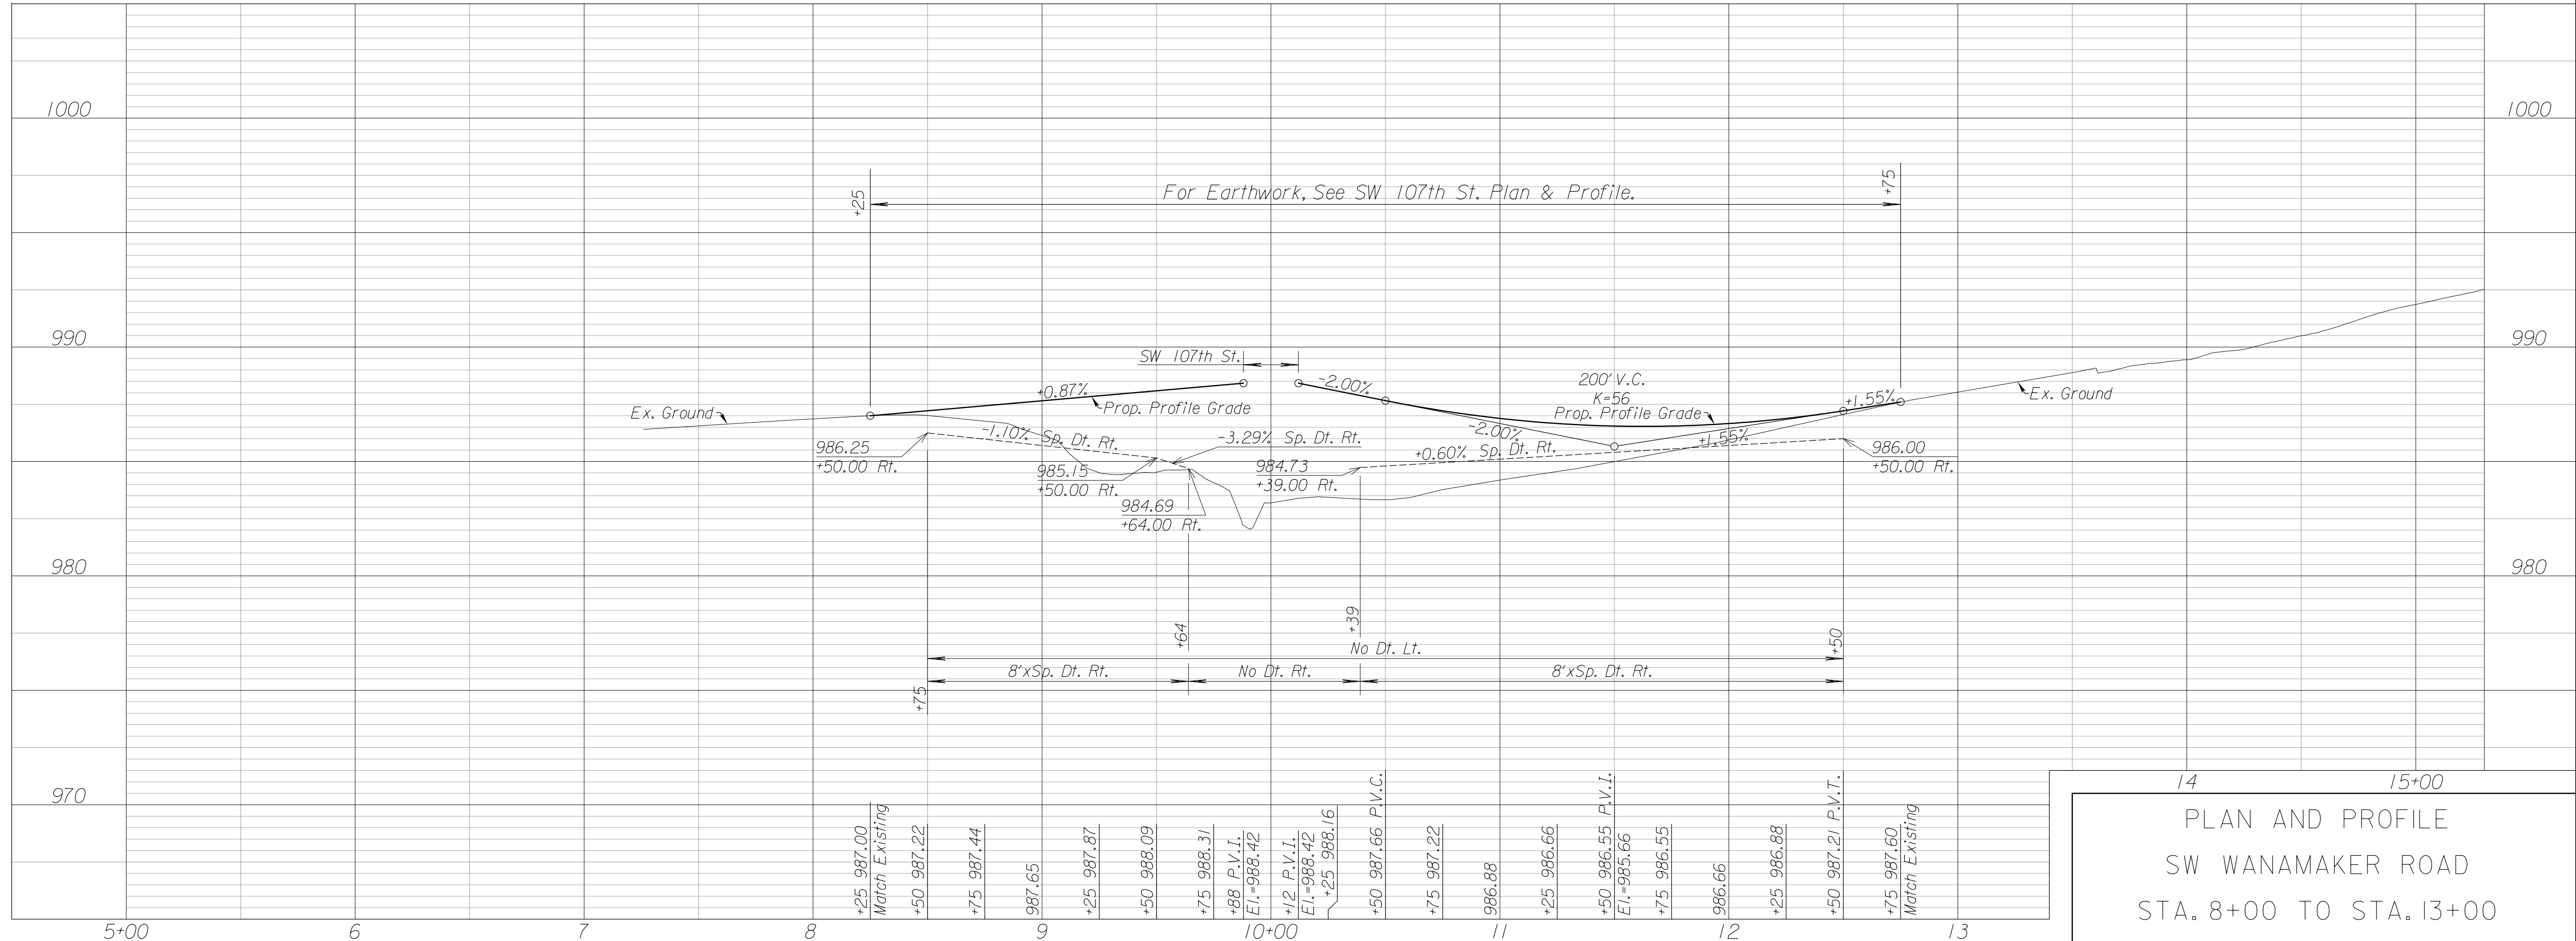 1000
1000
+25
For Earthwork, See SW 107th St. Plan & Profile.
+75
990
990
SW 107th St.
Ex. Ground
+0.87%
Prop. Profile Grade
-2.00%
200' V.C.
K=56
Prop. Profile Grade
+1.55%
Ex. Ground
986.25
+50.00 Rt.
-1.10% Sp. Dt. Rt.
985.15
+50.00 Rt.
984.69
+64.00 Rt.
-3.29% Sp. Dt. Rt.
984.73
+39.00 Rt.
-2.00%
+0.60% Sp. Dt. Rt.
+1.55%
986.00
+50.00 Rt.
980
980
+64
+39
+50
No Dt. Lt.
8'xSp. Dt. Rt.
No Dt. Rt.
8'xSp. Dt. Rt.
+75
970
+25 987.00
Match Existing
+50 987.22
+75 987.44
987.65
+25 987.87
+50 988.09
+75 988.31
+88 P.V.I.
El.=988.42
+12 P.V.I.
El.=988.42
+25 988.16
+50 987.66 P.V.C.
+75 987.22
986.88
+25 986.66
+50 986.55 P.V.I.
El.=985.66
+75 986.55
986.66
+25 986.88
+50 987.21 P.V.T.
+75 987.60
Match Existing
14
15+00
5+00
6
7
8
9
10+00
11
12
13
PLAN AND PROFILE
SW WANAMAKER ROAD
STA. 8+00 TO STA. 13+00